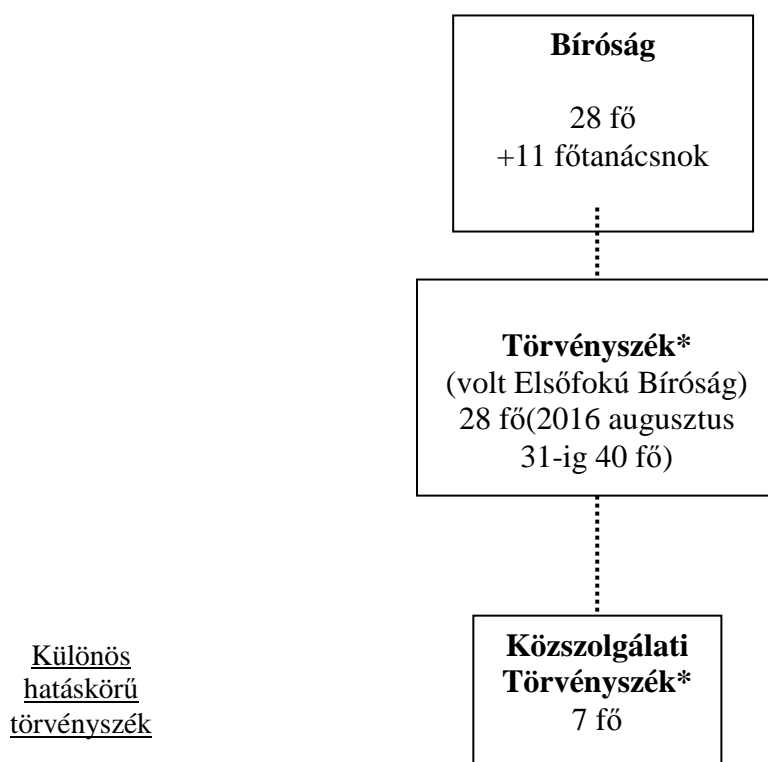 Bíróság
28 fő
+11 főtanácsnok
Törvényszék*
(volt Elsőfokú Bíróság)
28 fő(2016 augusztus
31-ig 40 fő)
Különös
hatáskörű
törvényszék
Közszolgálati
Törvényszék*
7 fő